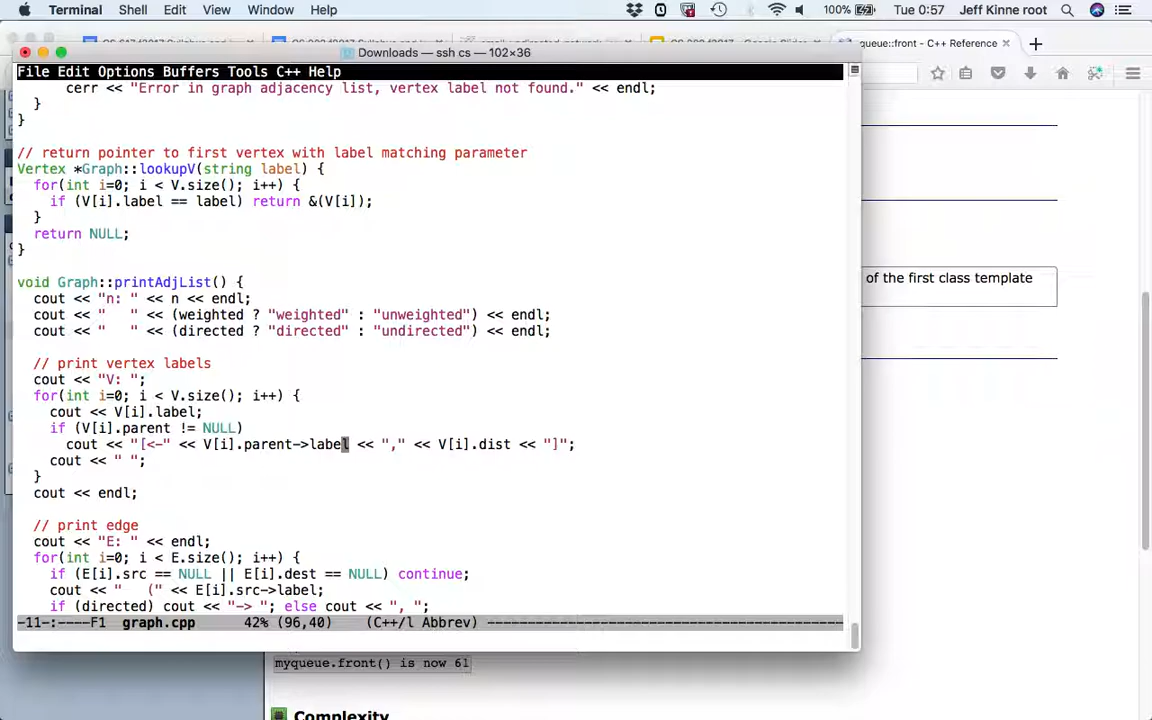 Terminal Shell Edit View Window Help 100% Tue 0:57 Jeff Kinne root
queue::front - C++ Reference
Downloads — ssh cs — 102×36
File Edit Options Buffers Tools C++ Help
cerr << "Error in graph adjacency list, vertex label not found." << endl;
}
}
// return pointer to first vertex with label matching parameter
Vertex *Graph::lookupV(string label) {
for(int i=0; i < V.size(); i++) {
if (V[i].label == label) return &(V[i]);
}
return NULL;
}
void Graph::printAdjList() {
cout << "n: " << n << endl;
cout << "   " << (weighted ? "weighted" : "unweighted") << endl;
cout << "   " << (directed ? "directed" : "undirected") << endl;
// print vertex labels
cout << "V: ";
for(int i=0; i < V.size(); i++) {
cout << V[i].label;
if (V[i].parent != NULL)
cout << "[<-" << V[i].parent->label << "," << V[i].dist << "]";
cout << " ";
}
cout << endl;
// print edge
cout << "E: " << endl;
for(int i=0; i < E.size(); i++) {
if (E[i].src == NULL || E[i].dest == NULL) continue;
cout << "   (" << E[i].src->label;
if (directed) cout << "-> "; else cout << ", ";
-11-:----F1 graph.cpp 42% (96,40) (C++/l Abbrev)
of the first class template
myqueue.front() is now 61
Complexity